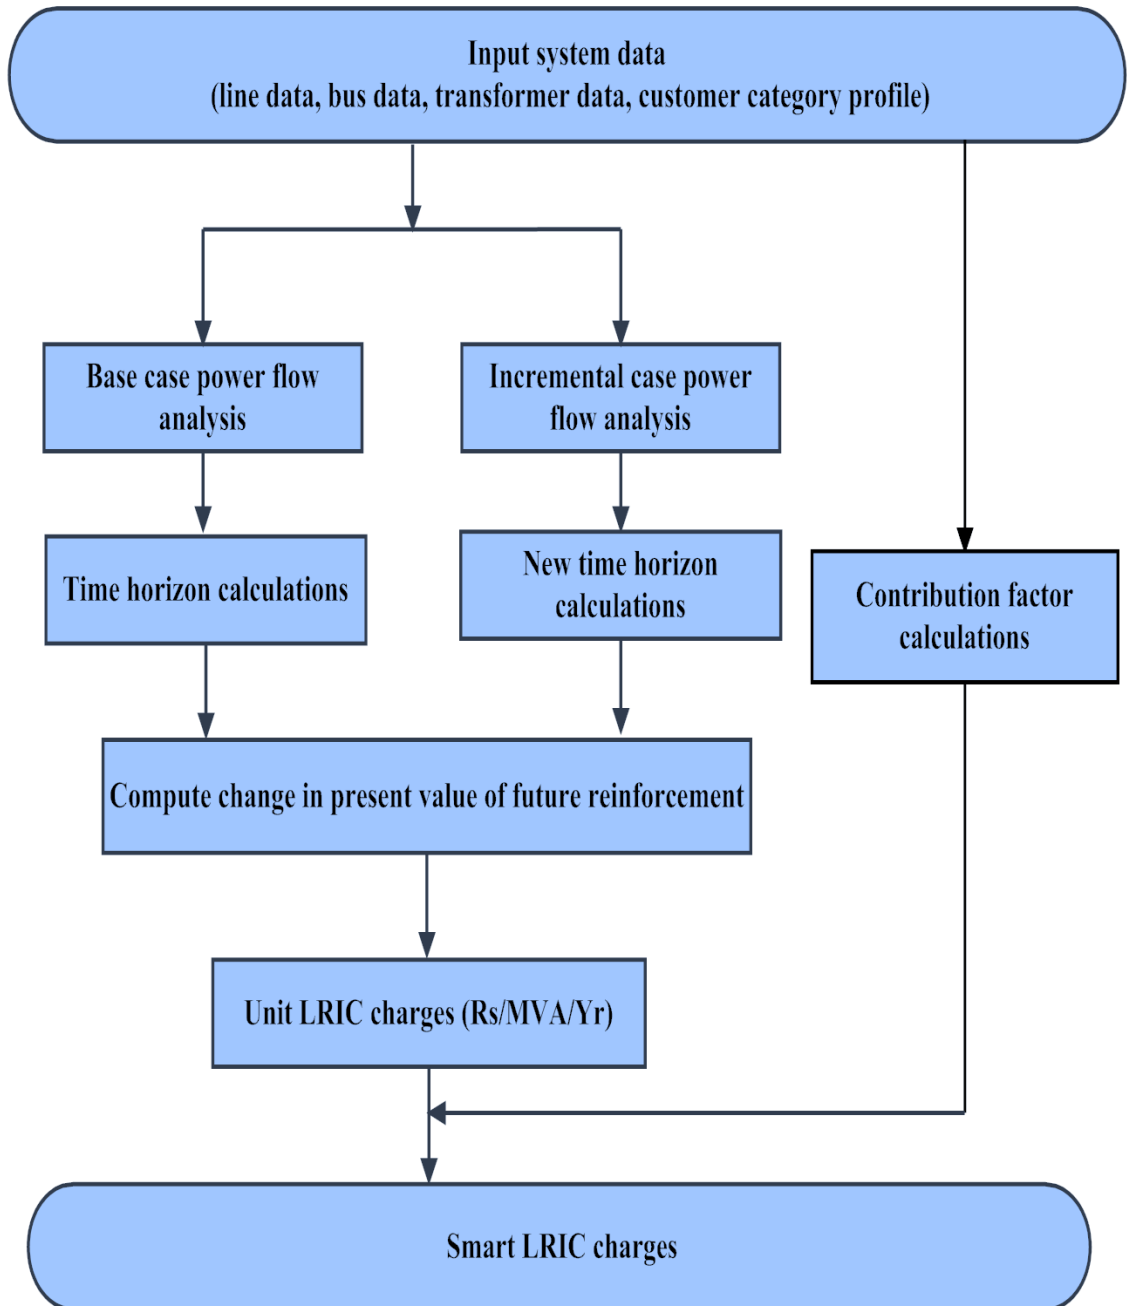 Input system data
(line data, bus data, transformer data, customer category profile)
Base case power flow
analysis
Incremental case power
flow analysis
Time horizon calculations
New time horizon
calculations
Contribution factor
calculations
Compute change in present value of future reinforcement
Unit LRIC charges (Rs/MVA/Yr)
Smart LRIC charges